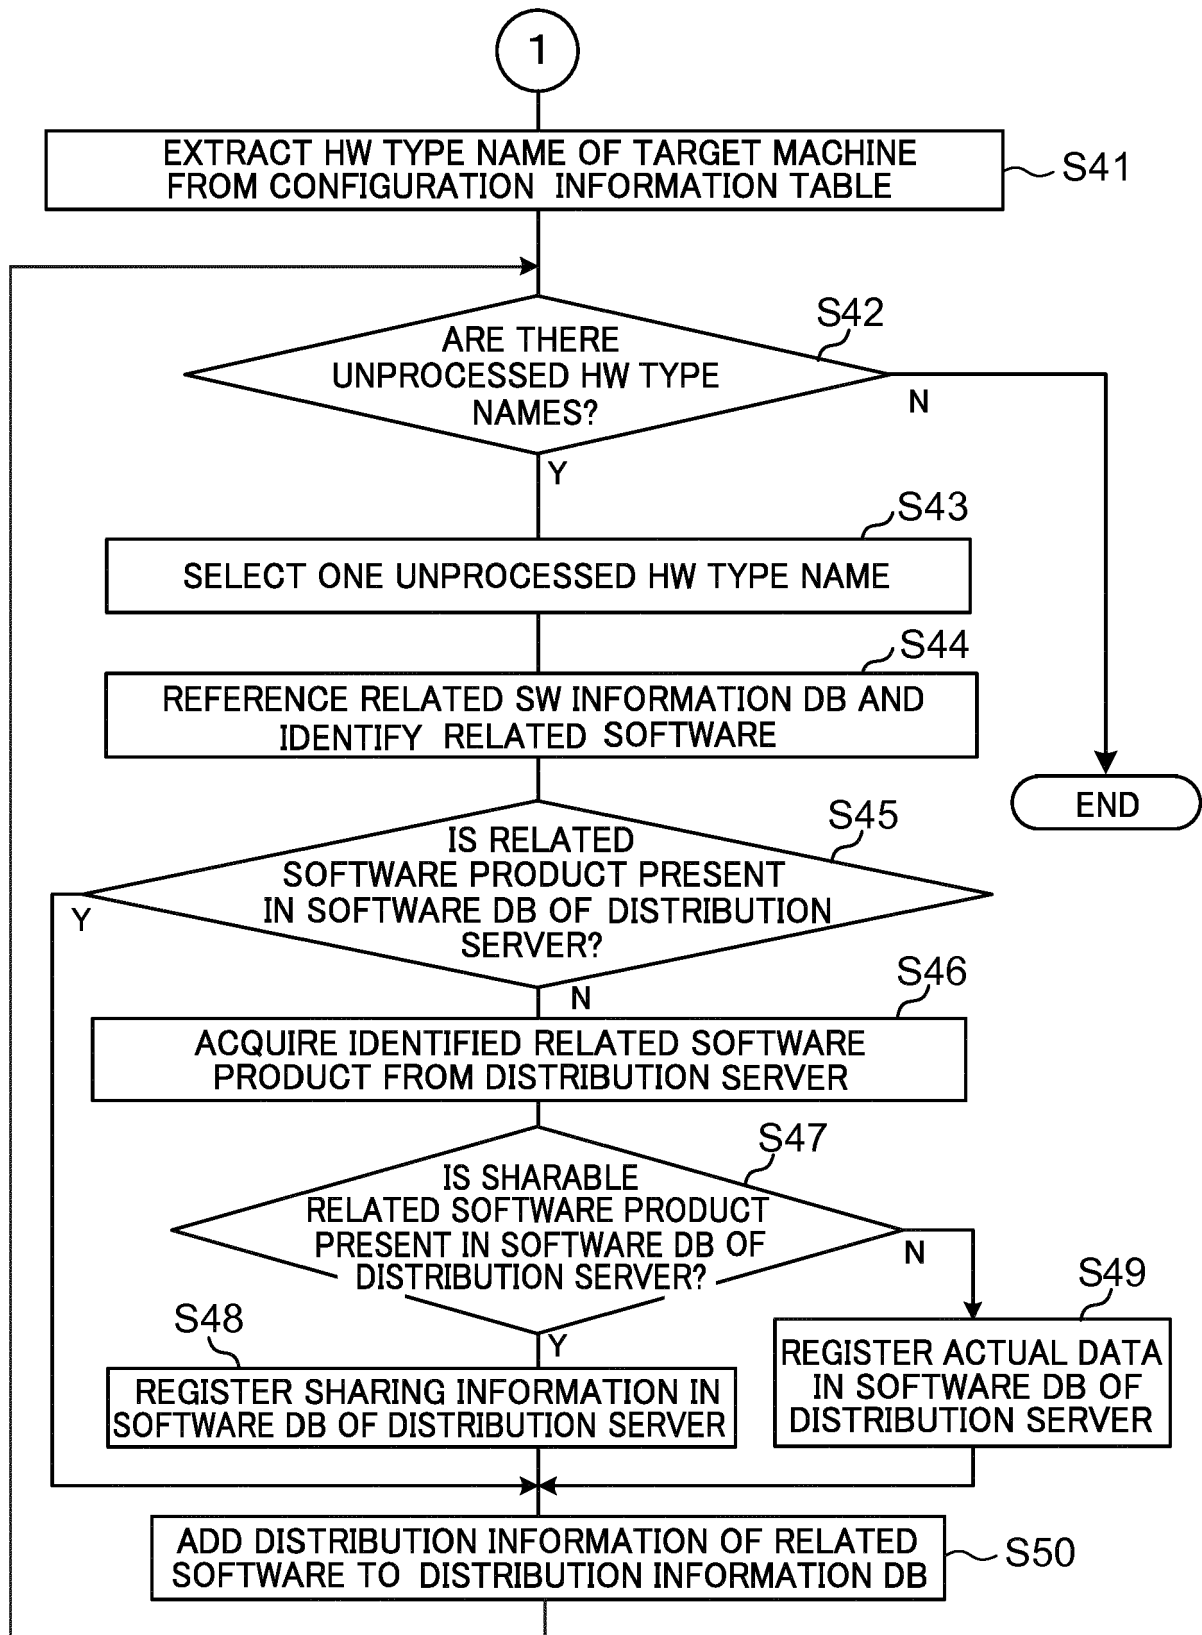 1
EXTRACT HW TYPE NAME OF TARGET MACHINE
FROM CONFIGURATION INFORMATION TABLE
S41
S42
ARE THERE
UNPROCESSED HW TYPE
NAMES?
N
Y
S43
SELECT ONE UNPROCESSED HW TYPE NAME
S44
REFERENCE RELATED SW INFORMATION DB AND
IDENTIFY RELATED SOFTWARE
END
S45
IS RELATED
SOFTWARE PRODUCT PRESENT
IN SOFTWARE DB OF DISTRIBUTION
SERVER?
Y
N
S46
ACQUIRE IDENTIFIED RELATED SOFTWARE
PRODUCT FROM DISTRIBUTION SERVER
S47
IS SHARABLE
RELATED SOFTWARE PRODUCT
PRESENT IN SOFTWARE DB OF
DISTRIBUTION SERVER?
N
Y
S48
REGISTER SHARING INFORMATION IN
SOFTWARE DB OF DISTRIBUTION SERVER
S49
REGISTER ACTUAL DATA
IN SOFTWARE DB OF
DISTRIBUTION SERVER
ADD DISTRIBUTION INFORMATION OF RELATED
SOFTWARE TO DISTRIBUTION INFORMATION DB
S50